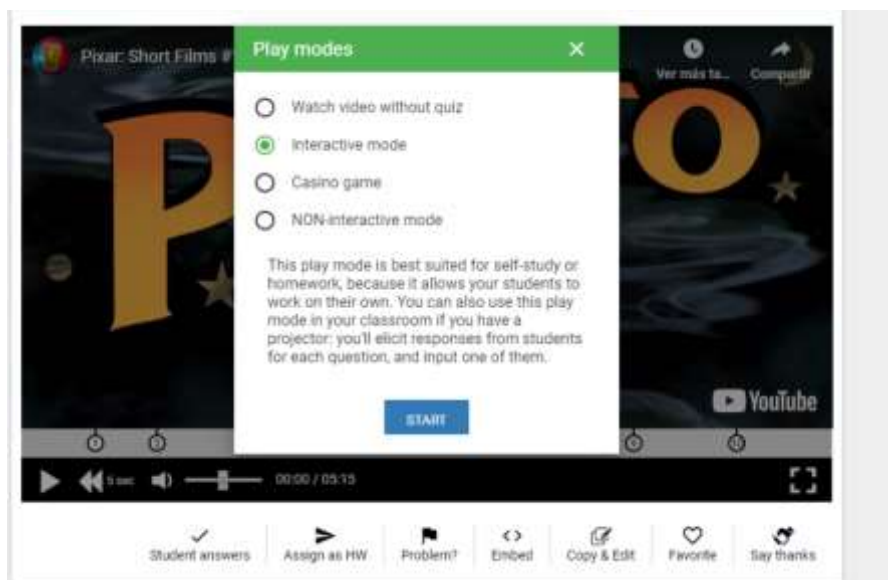 Pixar: Short Films #
Play modes
Ver más ta...
Compartir
P
TO
Watch video without quiz
Interactive mode
Casino game
NON-interactive mode
This play mode is best suited for self-study or
homework, because it allows your students to
work on their own. You can also use this play
mode in your classroom if you have a
projector: you'll elicit responses from students
for each question, and input one of them.
START
YouTube
5 sec
00:00 / 05:15
Student answers
Assign as HW
Problem?
Embed
Copy & Edit
Favorite
Say thanks